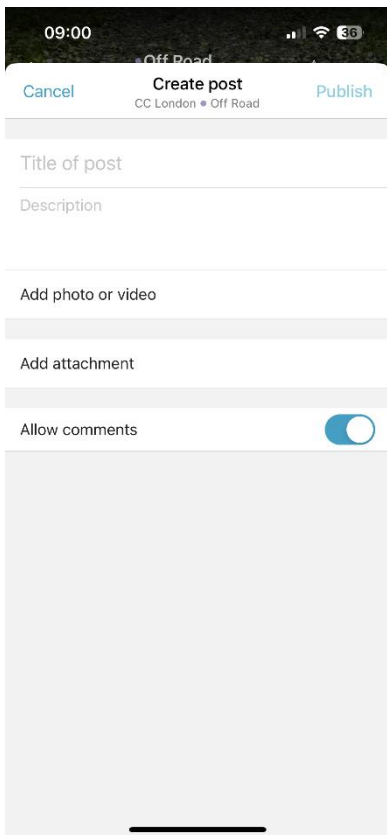 09:00
36
Off Road
Cancel
Create post
Publish
CC London • Off Road
Title of post
Description
Add photo or video
Add attachment
Allow comments